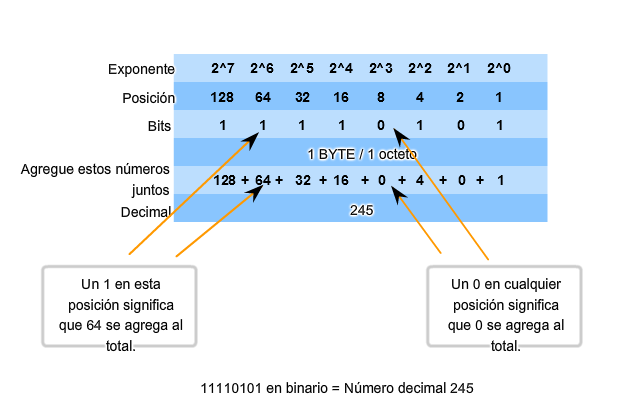 Exponente 2^7 2^6 2^5 2^4 2^3 2^2 2^1 2^0
Posición 128 64 32 16 8 4 2 1
Bits 1 1 1 1 0 1 0 1
1 BYTE / 1 octeto
Agregue estos números
juntos
128 + 64 + 32 + 16 + 0 + 4 + 0 + 1
Decimal 245
Un 1 en esta
posición significa
que 64 se agrega al
total.
Un 0 en cualquier
posición significa
que 0 se agrega al
total.
11110101 en binario = Número decimal 245